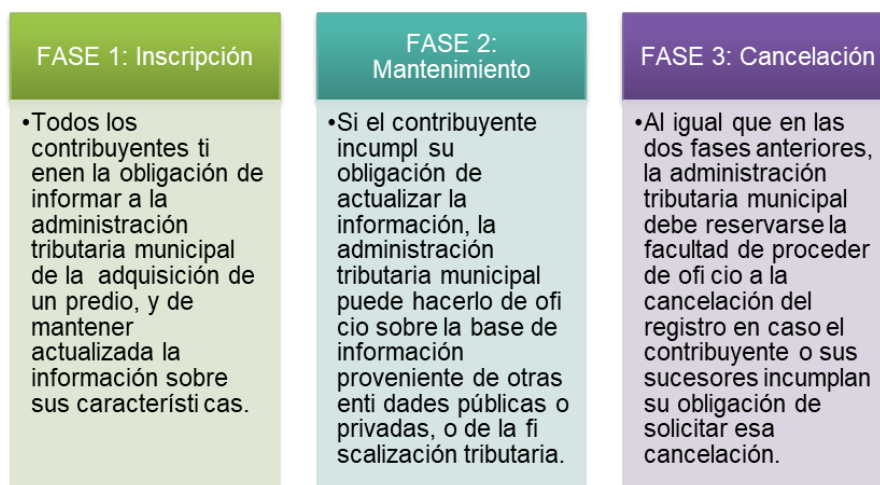 FASE 1: Inscripción
•Todos los
contribuyentes ti
enen la obligación de
informar a la
administración
tributaria municipal
de la adquisición de
un predio, y de
mantener
actualizada la
información sobre
sus característi cas.
FASE 2:
Mantenimiento
•Si el contribuyente
incumpl su
obligación de
actualizar la
información, la
administración
tributaria municipal
puede hacerlo de ofi
cio sobre la base de
información
proveniente de otras
enti dades públicas o
privadas, o de la fi
scalización tributaria.
FASE 3: Cancelación
•Al igual que en las
dos fases anteriores,
la administración
tributaria municipal
debe reservarse la
facultad de proceder
de ofi cio a la
cancelación del
registro en caso el
contribuyente o sus
sucesores incumplan
su obligación de
solicitar esa
cancelación.